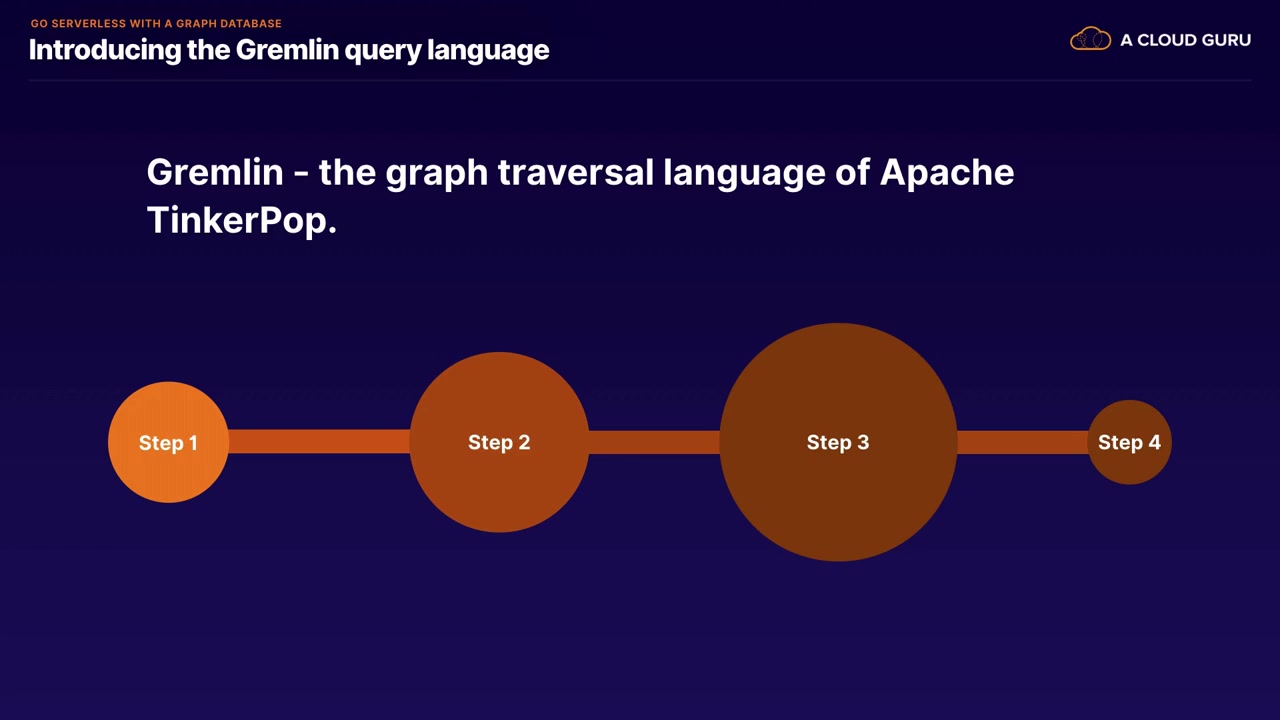 GO SERVERLESS WITH A GRAPH DATABASE
Introducing the Gremlin query language
A CLOUD GURU
Gremlin - the graph traversal language of Apache
TinkerPop.
Step 1
Step 2
Step 3
Step 4